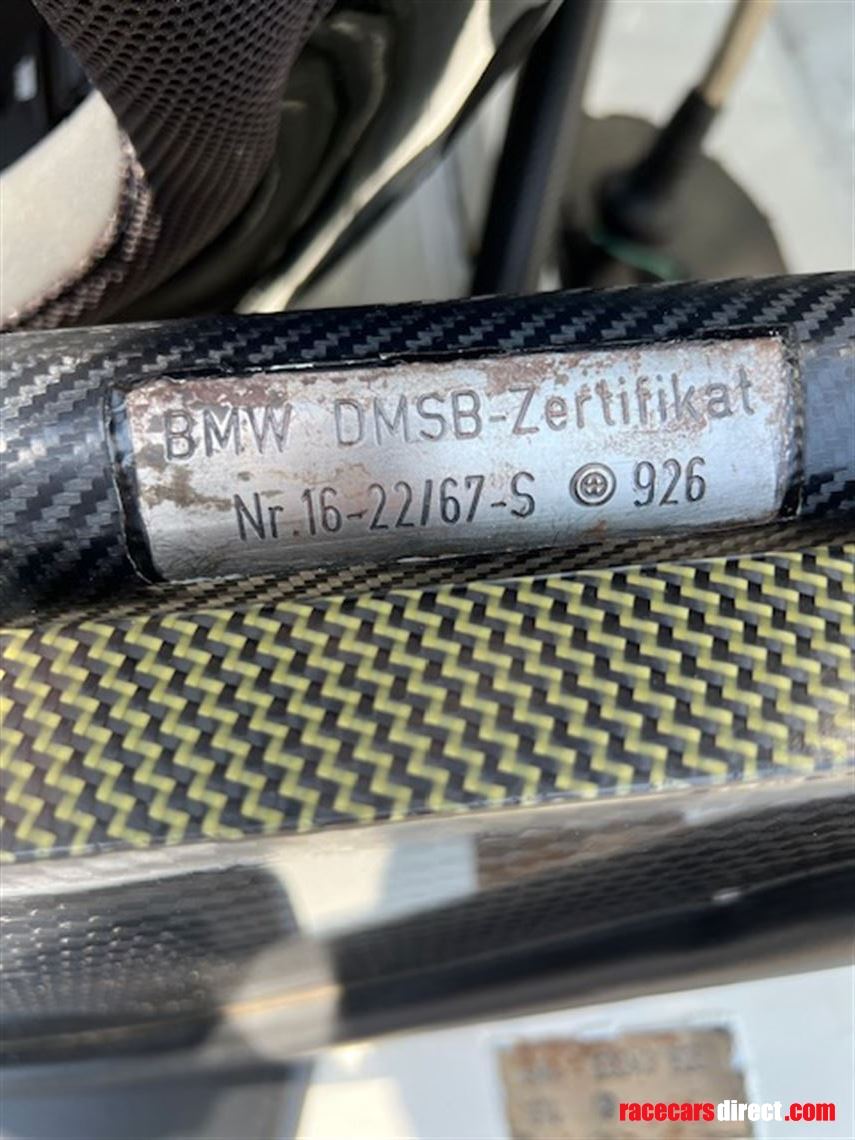 BMW DMSB-Zertifikat
Nr.16-22/67-S 926
racecarsdirect.com